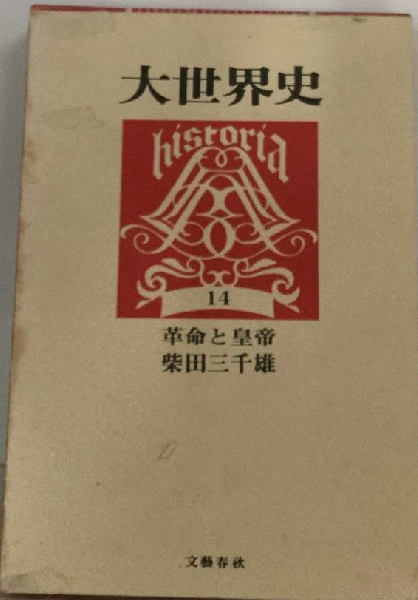 大世界史
historia
14
革命と皇帝
柴田三千雄
文藝春秋